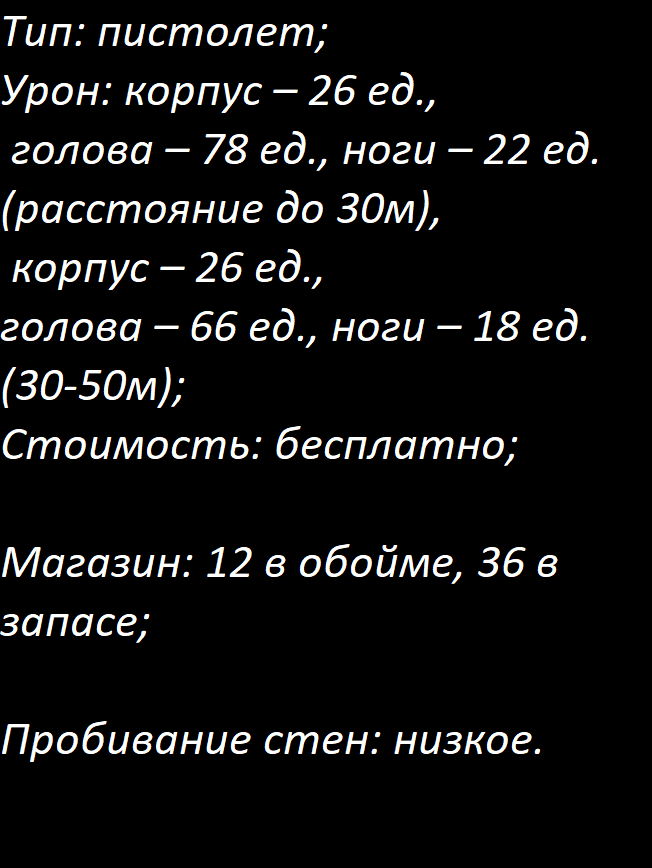 Тип: пистолет;
Урон: корпус – 26 ед.,
голова – 78 ед., ноги – 22 ед.
(расстояние до 30м),
корпус – 26 ед.,
голова – 66 ед., ноги – 18 ед.
(30-50м);
Стоимость: бесплатно;
Магазин: 12 в обойме, 36 в
запасе;
Пробивание стен: низкое.